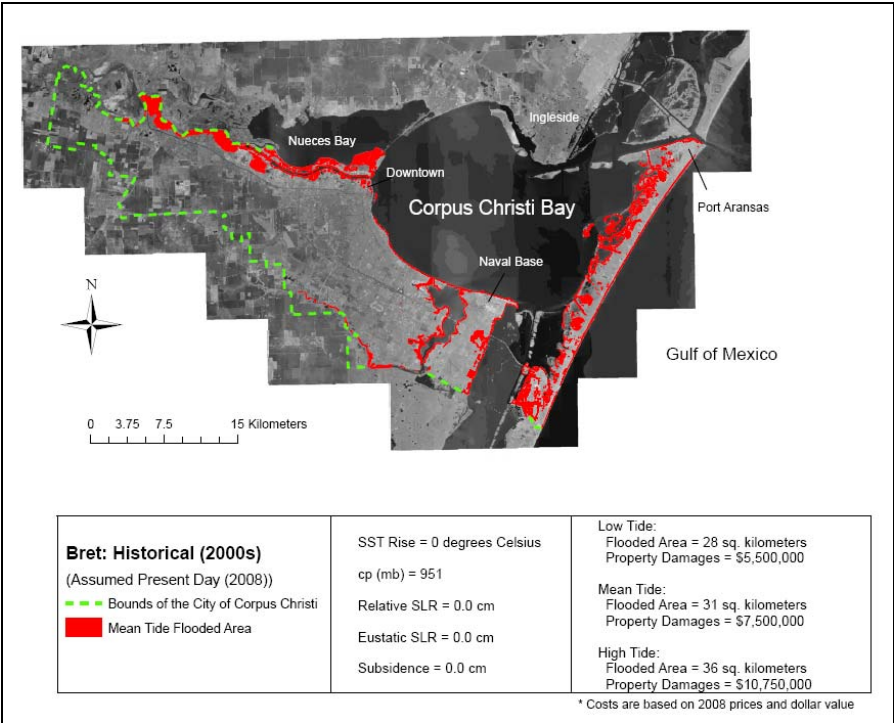 Ingleside
Nueces Bay
Downtown
Corpus Christi Bay
Port Aransas
Naval Base
N
Gulf of Mexico
0 3.75 7.5 15 Kilometers
Bret: Historical (2000s)
(Assumed Present Day (2008))
Bounds of the City of Corpus Christi
Mean Tide Flooded Area
SST Rise = 0 degrees Celsius
cp (mb) = 951
Relative SLR = 0.0 cm
Eustatic SLR = 0.0 cm
Subsidence = 0.0 cm
Low Tide:
Flooded Area = 28 sq. kilometers
Property Damages = $5,500,000
Mean Tide:
Flooded Area = 31 sq. kilometers
Property Damages = $7,500,000
High Tide:
Flooded Area = 36 sq. kilometers
Property Damages = $10,750,000
* Costs are based on 2008 prices and dollar value